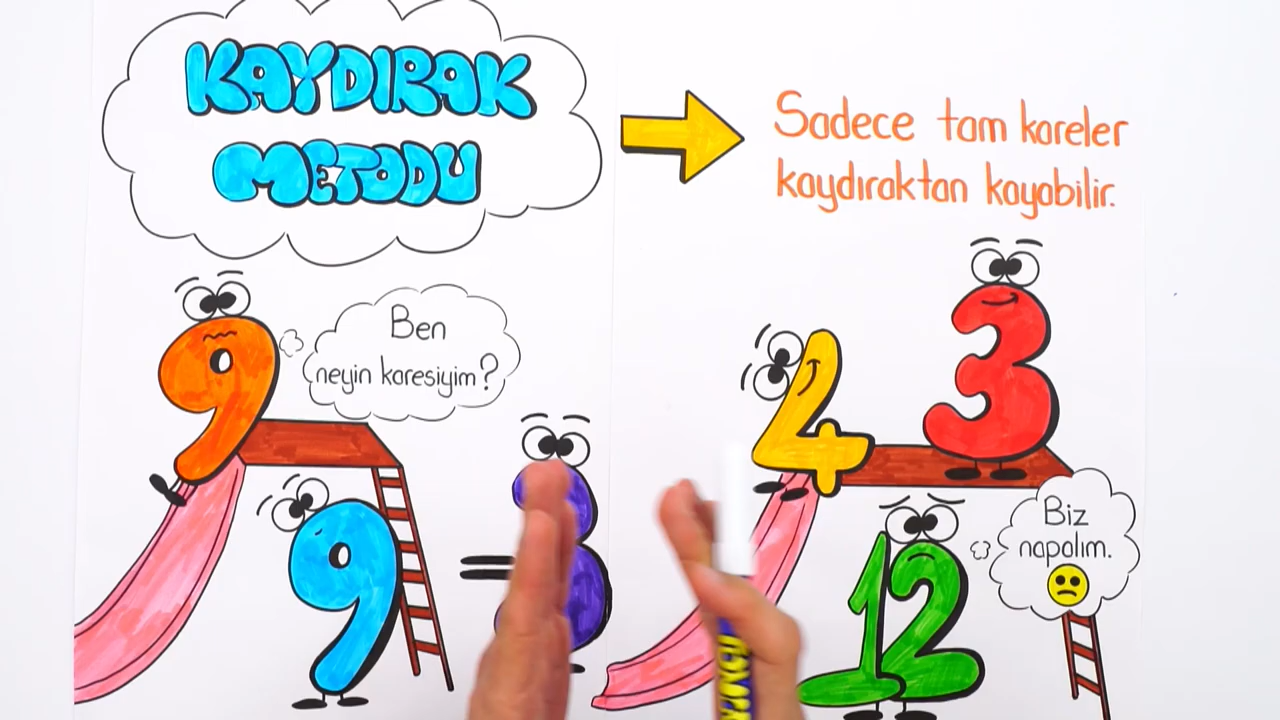 KAYDIRAK
METODU
Sadece tam kareler
kaydıraktan kayabilir.
Ben
neyin karesiyim?
9
9
=
4
3
12
Biz
napalım.